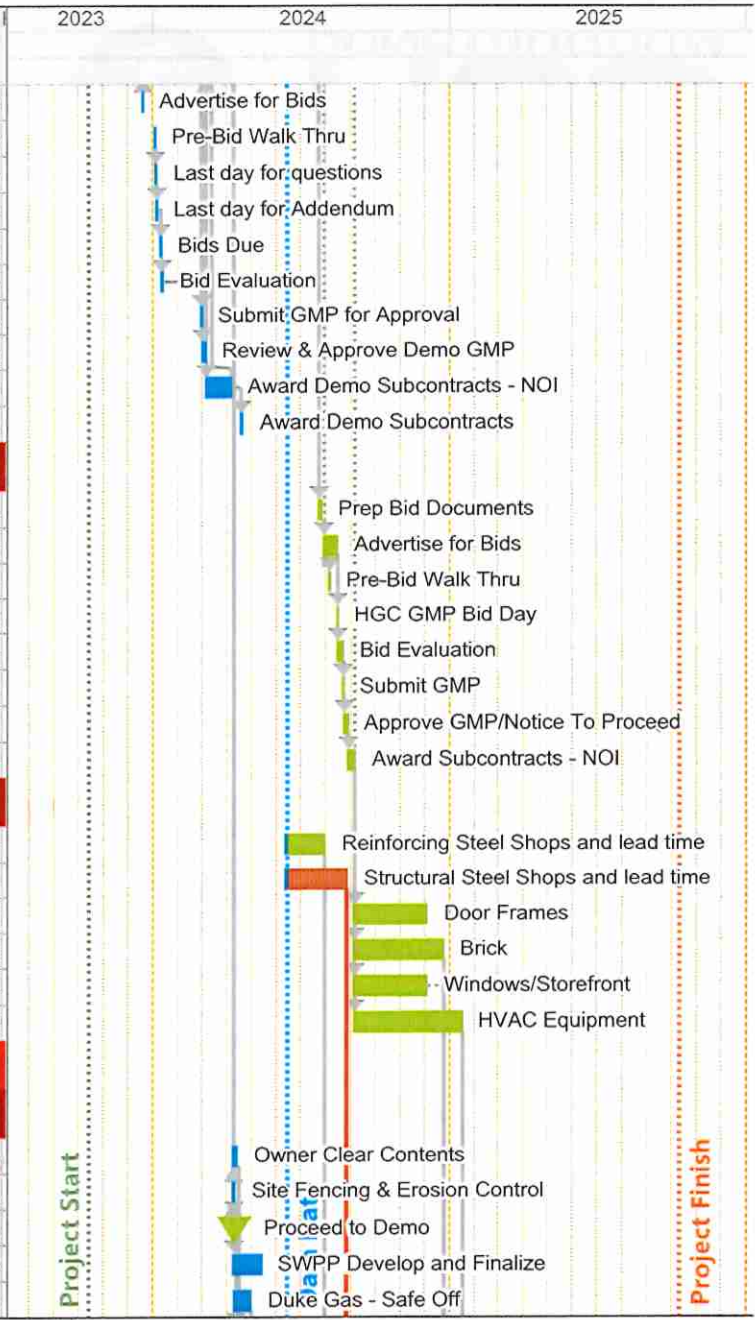 2023 2024 2025
Advertise for Bids
Pre-Bid Walk Thru
Last day for questions
Last day for Addendum
Bids Due
Bid Evaluation
Submit GMP for Approval
Review & Approve Demo GMP
Award Demo Subcontracts - NOI
Award Demo Subcontracts
Prep Bid Documents
Advertise for Bids
Pre-Bid Walk Thru
HGC GMP Bid Day
Bid Evaluation
Submit GMP
Approve GMP/Notice To Proceed
Award Subcontracts - NOI
Reinforcing Steel Shops and lead time
Structural Steel Shops and lead time
Door Frames
Brick
Windows/Storefront
HVAC Equipment
Owner Clear Contents
Site Fencing & Erosion Control
Proceed to Demo
SWPP Develop and Finalize
Duke Gas - Safe Off
Project Start
Project Finish